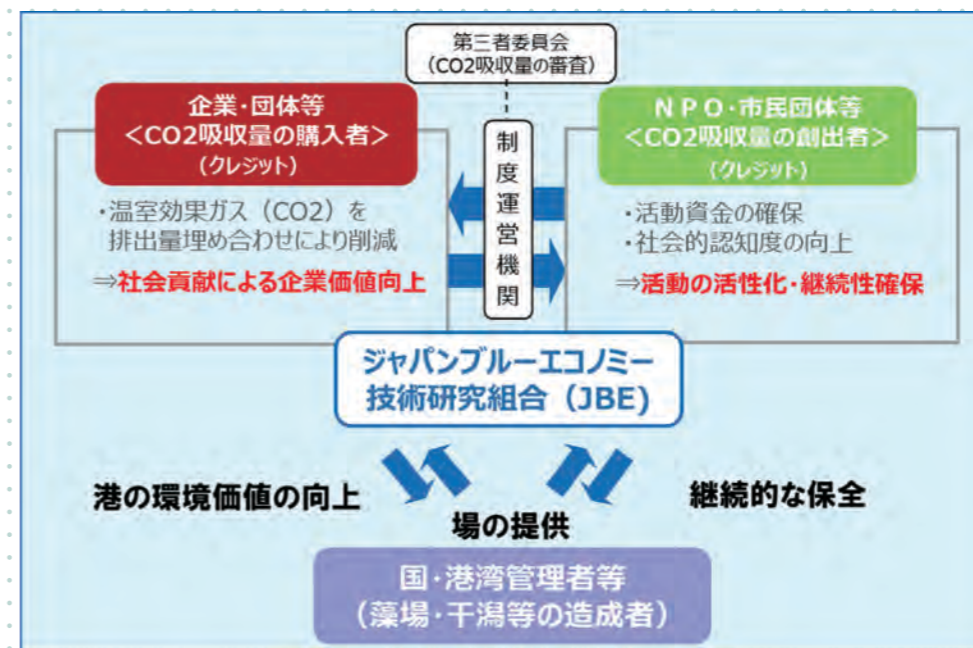 第三者委員会
（CO2吸収量の審査）
企業・団体等
＜CO2吸収量の購入者＞
（クレジット）
・温室効果ガス（CO2）を
排出量埋め合わせにより削減
⇒社会貢献による企業価値向上
制度運営機関
ＮＰＯ・市民団体等
＜CO2吸収量の創出者＞
（クレジット）
・活動資金の確保
・社会的認知度の向上
⇒活動の活性化・継続性確保
ジャパンブルーエコノミー
技術研究組合（JBE)
港の環境価値の向上
場の提供
継続的な保全
国・港湾管理者等
（藻場・干潟等の造成者）